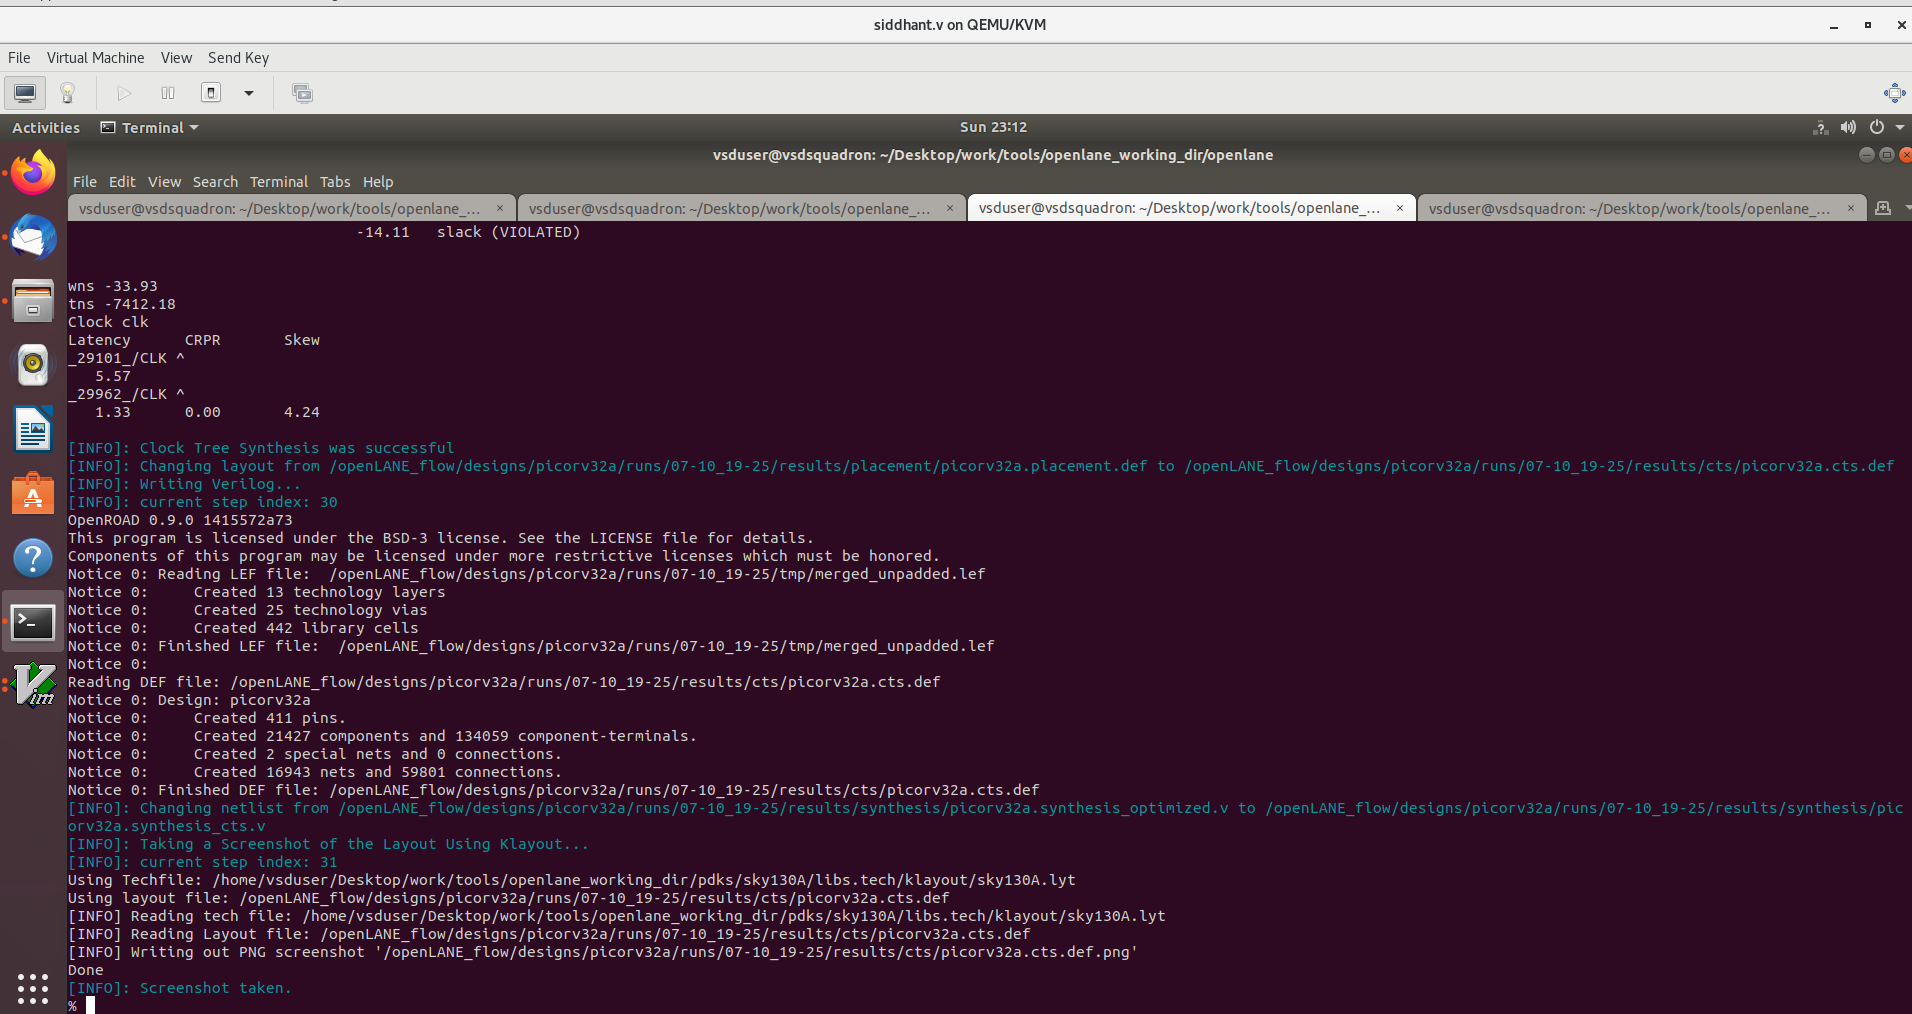 siddhant.v on QEMU/KVM
File Virtual Machine View Send Key
Activities Terminal Sun 23:12
vsduser@vsdsquadron: ~/Desktop/work/tools/openlane_working_dir/openlane
File Edit View Search Terminal Tabs Help
vsduser@vsdsquadron: ~/Desktop/work/tools/openlane_... × vsduser@vsdsquadron: ~/Desktop/work/tools/openlane_... × vsduser@vsdsquadron: ~/Desktop/work/tools/openlane_... × vsduser@vsdsquadron: ~/Desktop/work/tools/openlane_... ×
-14.11 slack (VIOLATED)
wns -33.93
tns -7412.18
Clock clk
Latency CRPR Skew
_29101_/CLK ^
5.57
_29962_/CLK ^
1.33 0.00 4.24
[INFO]: Clock Tree Synthesis was successful
[INFO]: Changing layout from /openLANE_flow/designs/picorv32a/runs/07-10_19-25/results/placement/picorv32a.placement.def to /openLANE_flow/designs/picorv32a/runs/07-10_19-25/results/cts/picorv32a.cts.def
[INFO]: Writing Verilog...
[INFO]: current step index: 30
OpenROAD 0.9.0 1415572a73
This program is licensed under the BSD-3 license. See the LICENSE file for details.
Components of this program may be licensed under more restrictive licenses which must be honored.
Notice 0: Reading LEF file:  /openLANE_flow/designs/picorv32a/runs/07-10_19-25/tmp/merged_unpadded.lef
Notice 0:     Created 13 technology layers
Notice 0:     Created 25 technology vias
Notice 0:     Created 442 library cells
Notice 0: Finished LEF file:  /openLANE_flow/designs/picorv32a/runs/07-10_19-25/tmp/merged_unpadded.lef
Notice 0:
Reading DEF file: /openLANE_flow/designs/picorv32a/runs/07-10_19-25/results/cts/picorv32a.cts.def
Notice 0: Design: picorv32a
Notice 0:     Created 411 pins.
Notice 0:     Created 21427 components and 134059 component-terminals.
Notice 0:     Created 2 special nets and 0 connections.
Notice 0:     Created 16943 nets and 59801 connections.
Notice 0: Finished DEF file: /openLANE_flow/designs/picorv32a/runs/07-10_19-25/results/cts/picorv32a.cts.def
[INFO]: Changing netlist from /openLANE_flow/designs/picorv32a/runs/07-10_19-25/results/synthesis/picorv32a.synthesis_optimized.v to /openLANE_flow/designs/picorv32a/runs/07-10_19-25/results/synthesis/pic
orv32a.synthesis_cts.v
[INFO]: Taking a Screenshot of the Layout Using Klayout...
[INFO]: current step index: 31
Using Techfile: /home/vsduser/Desktop/work/tools/openlane_working_dir/pdks/sky130A/libs.tech/klayout/sky130A.lyt
Using layout file: /openLANE_flow/designs/picorv32a/runs/07-10_19-25/results/cts/picorv32a.cts.def
[INFO] Reading tech file: /home/vsduser/Desktop/work/tools/openlane_working_dir/pdks/sky130A/libs.tech/klayout/sky130A.lyt
[INFO] Reading Layout file: /openLANE_flow/designs/picorv32a/runs/07-10_19-25/results/cts/picorv32a.cts.def
[INFO] Writing out PNG screenshot '/openLANE_flow/designs/picorv32a/runs/07-10_19-25/results/cts/picorv32a.cts.def.png'
Done
[INFO]: Screenshot taken.
%